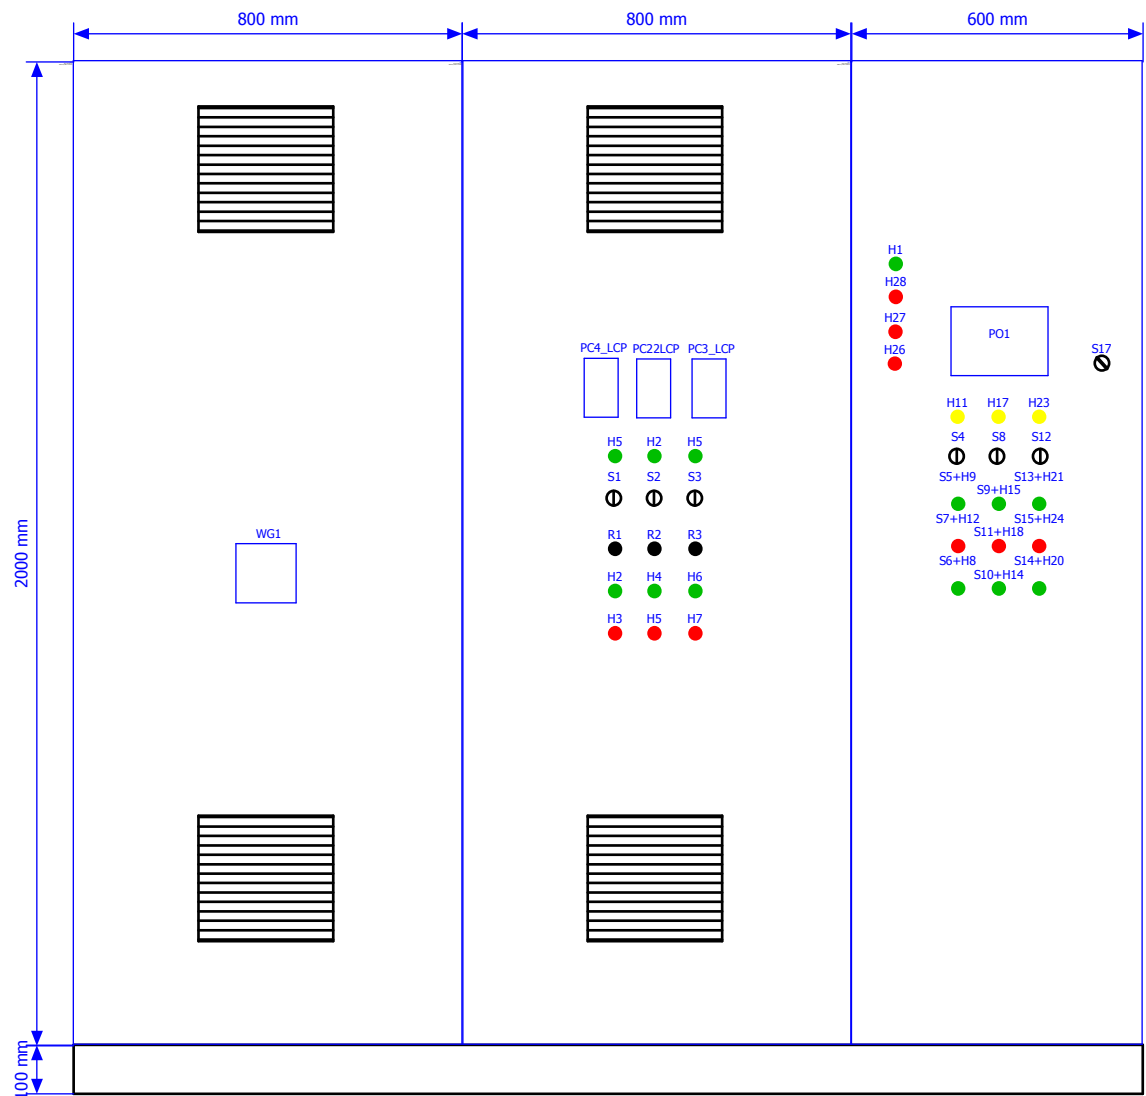 800 mm 800 mm 600 mm
H1
H28
H27
H26
PO1
S17
PC4_LCP PC22LCP PC3_LCP
H11 H17 H23
S4 S8 S12
H5 H2 H5
S1 S2 S3
S5+H9 S13+H21
S9+H15
S7+H12 S15+H24
S11+H18
WG1
R1 R2 R3
S6+H8 S14+H20
S10+H14
H2 H4 H6
H3 H5 H7
2000 mm
100 mm